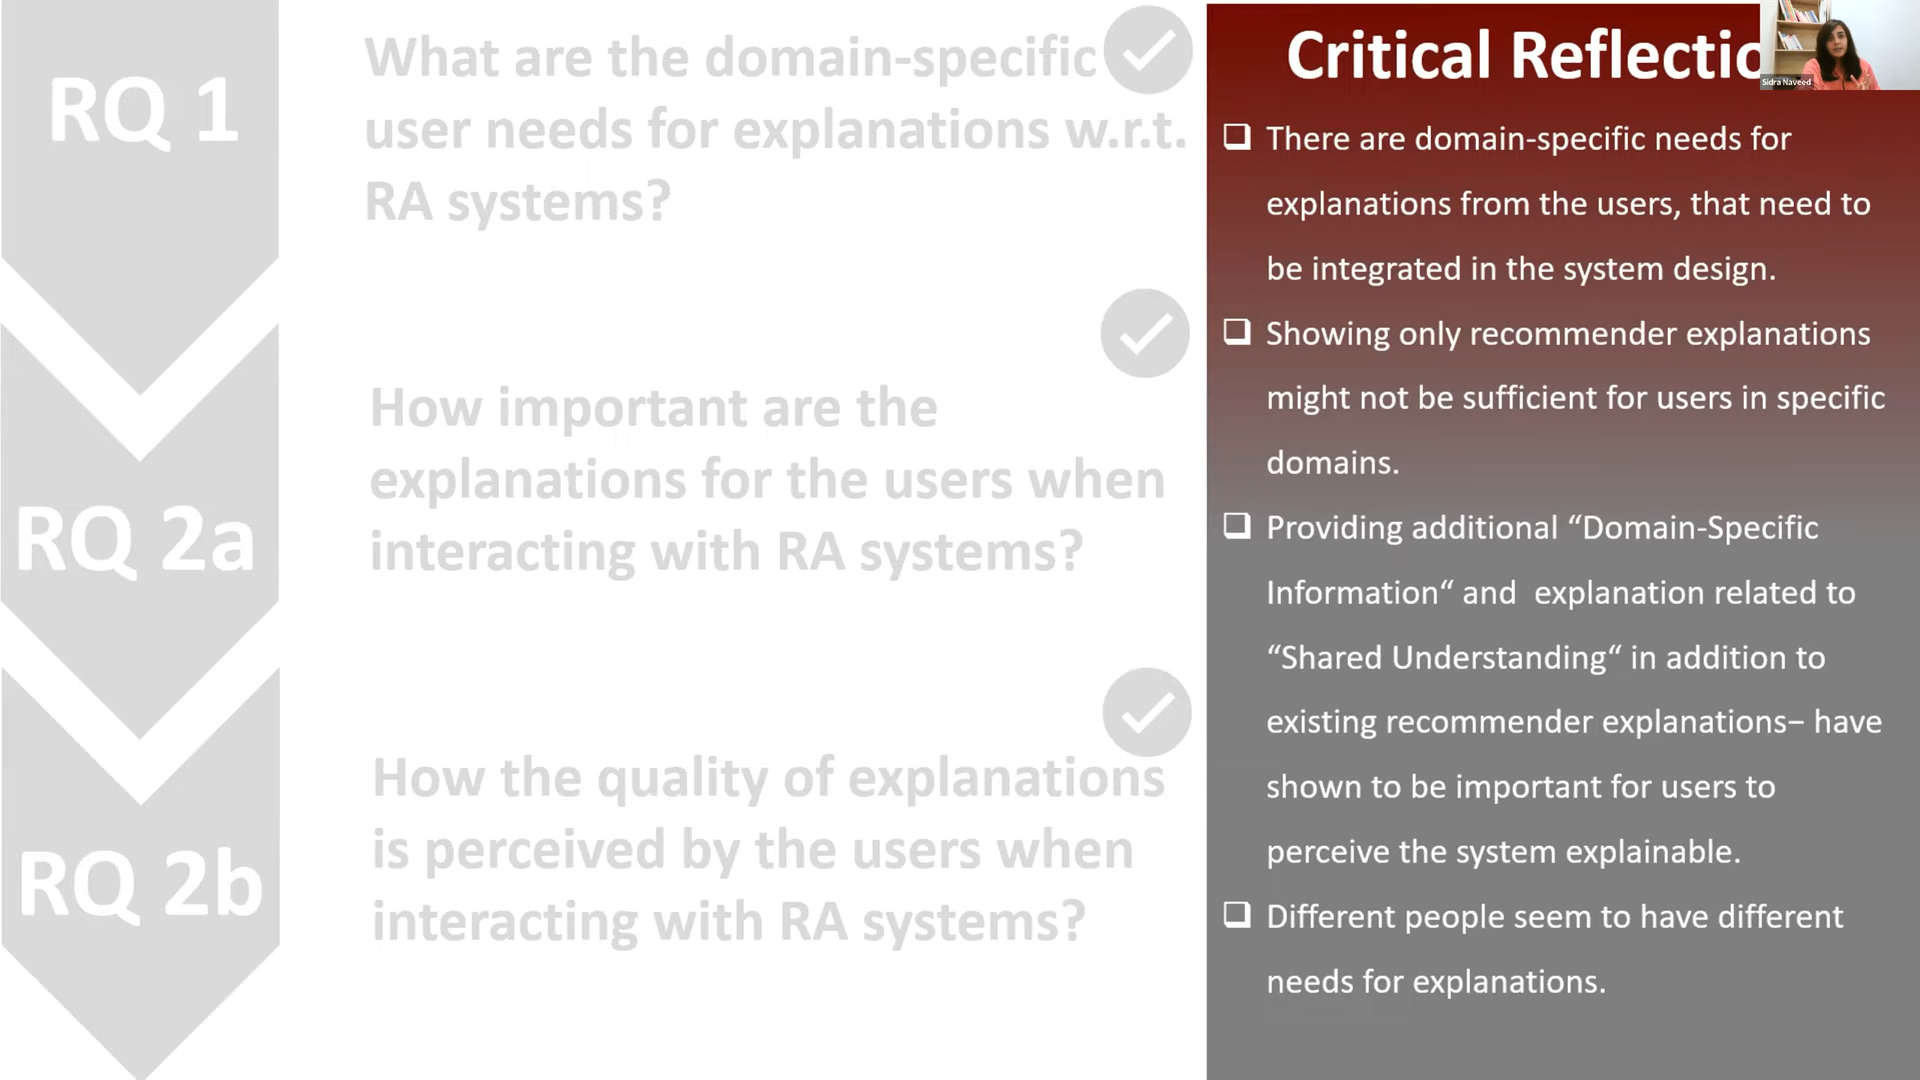 RQ 1
What are the domain-specific
user needs for explanations w.r.t.
RA systems?
RQ 2a
How important are the
explanations for the users when
interacting with RA systems?
RQ 2b
How the quality of explanations
is perceived by the users when
interacting with RA systems?
Critical Reflectio
Sidra Naveed
There are domain-specific needs for
explanations from the users, that need to
be integrated in the system design.
Showing only recommender explanations
might not be sufficient for users in specific
domains.
Providing additional “Domain-Specific
Information“ and explanation related to
“Shared Understanding“ in addition to
existing recommender explanations– have
shown to be important for users to
perceive the system explainable.
Different people seem to have different
needs for explanations.